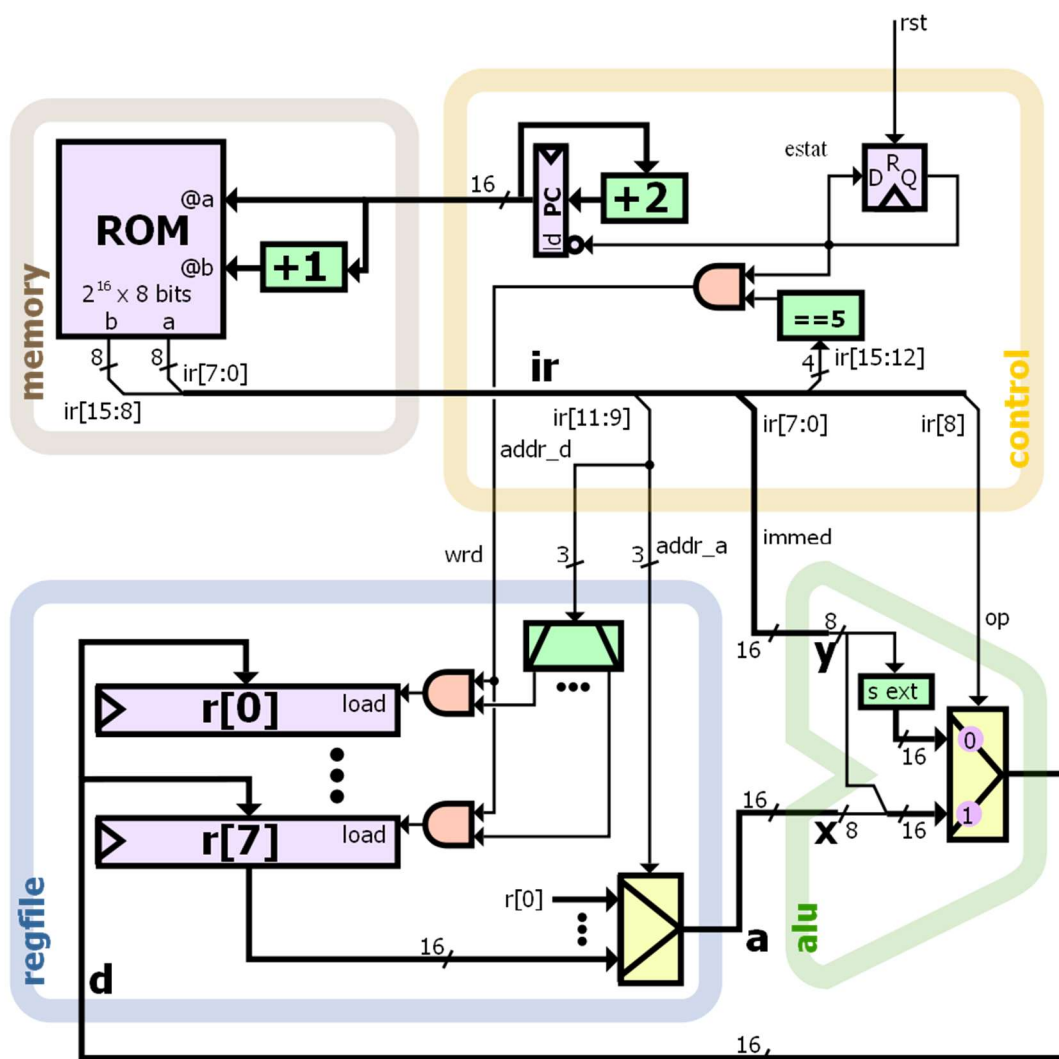 rst
estat
D
R
Q
PC
ld
+2
16
@a
ROM
@b
+1
2^16 x 8 bits
b
a
8
8
ir[7:0]
ir[15:8]
memory
==5
4
ir[15:12]
ir
ir[11:9]
ir[7:0]
ir[8]
control
addr_d
wrd
3
3
addr_a
immed
op
16
8
y
s ext
0
16
r[0]
load
r[7]
load
r[0]
16
a
16
x
8
16
1
alu
regfile
d
16